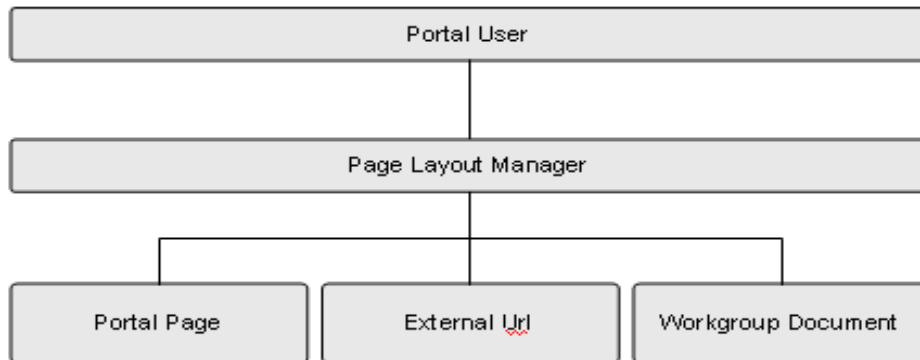 Portal User
Page Layout Manager
Portal Page
External Url
Workgroup Document